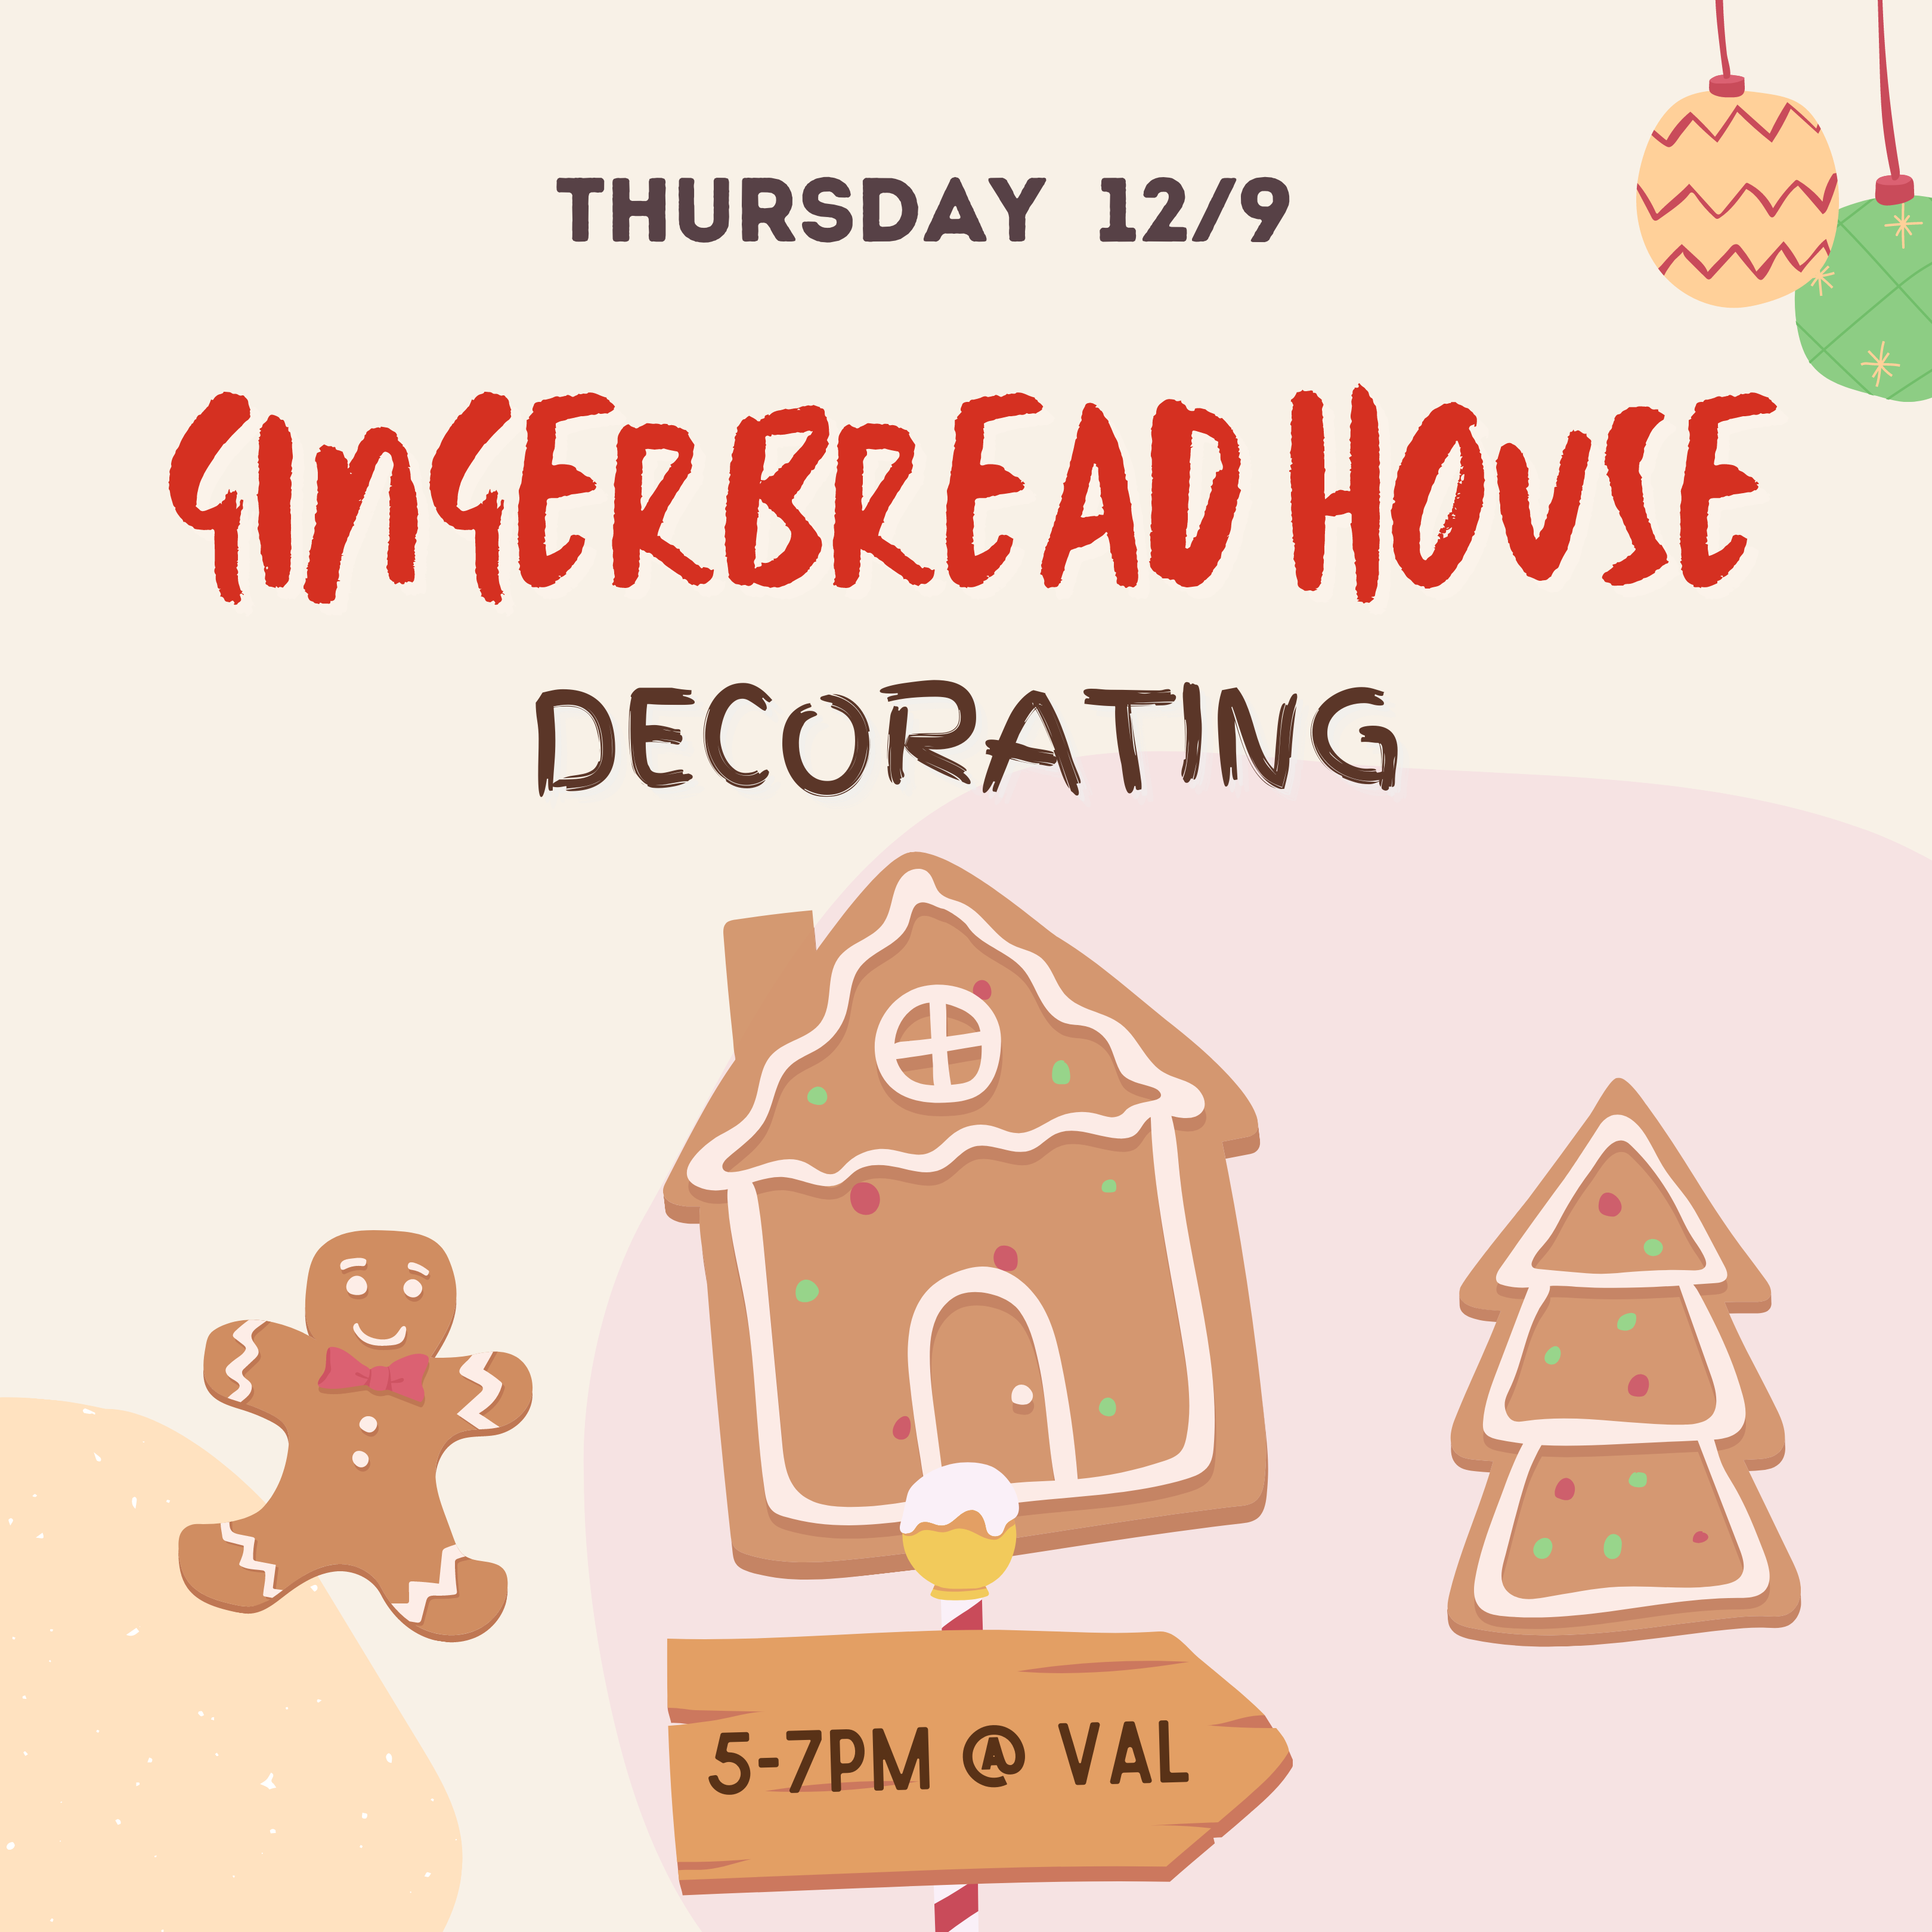 THURSDAY 12/9
GINGERBREAD HOUSE
DECORATING
5-7PM @ VAL